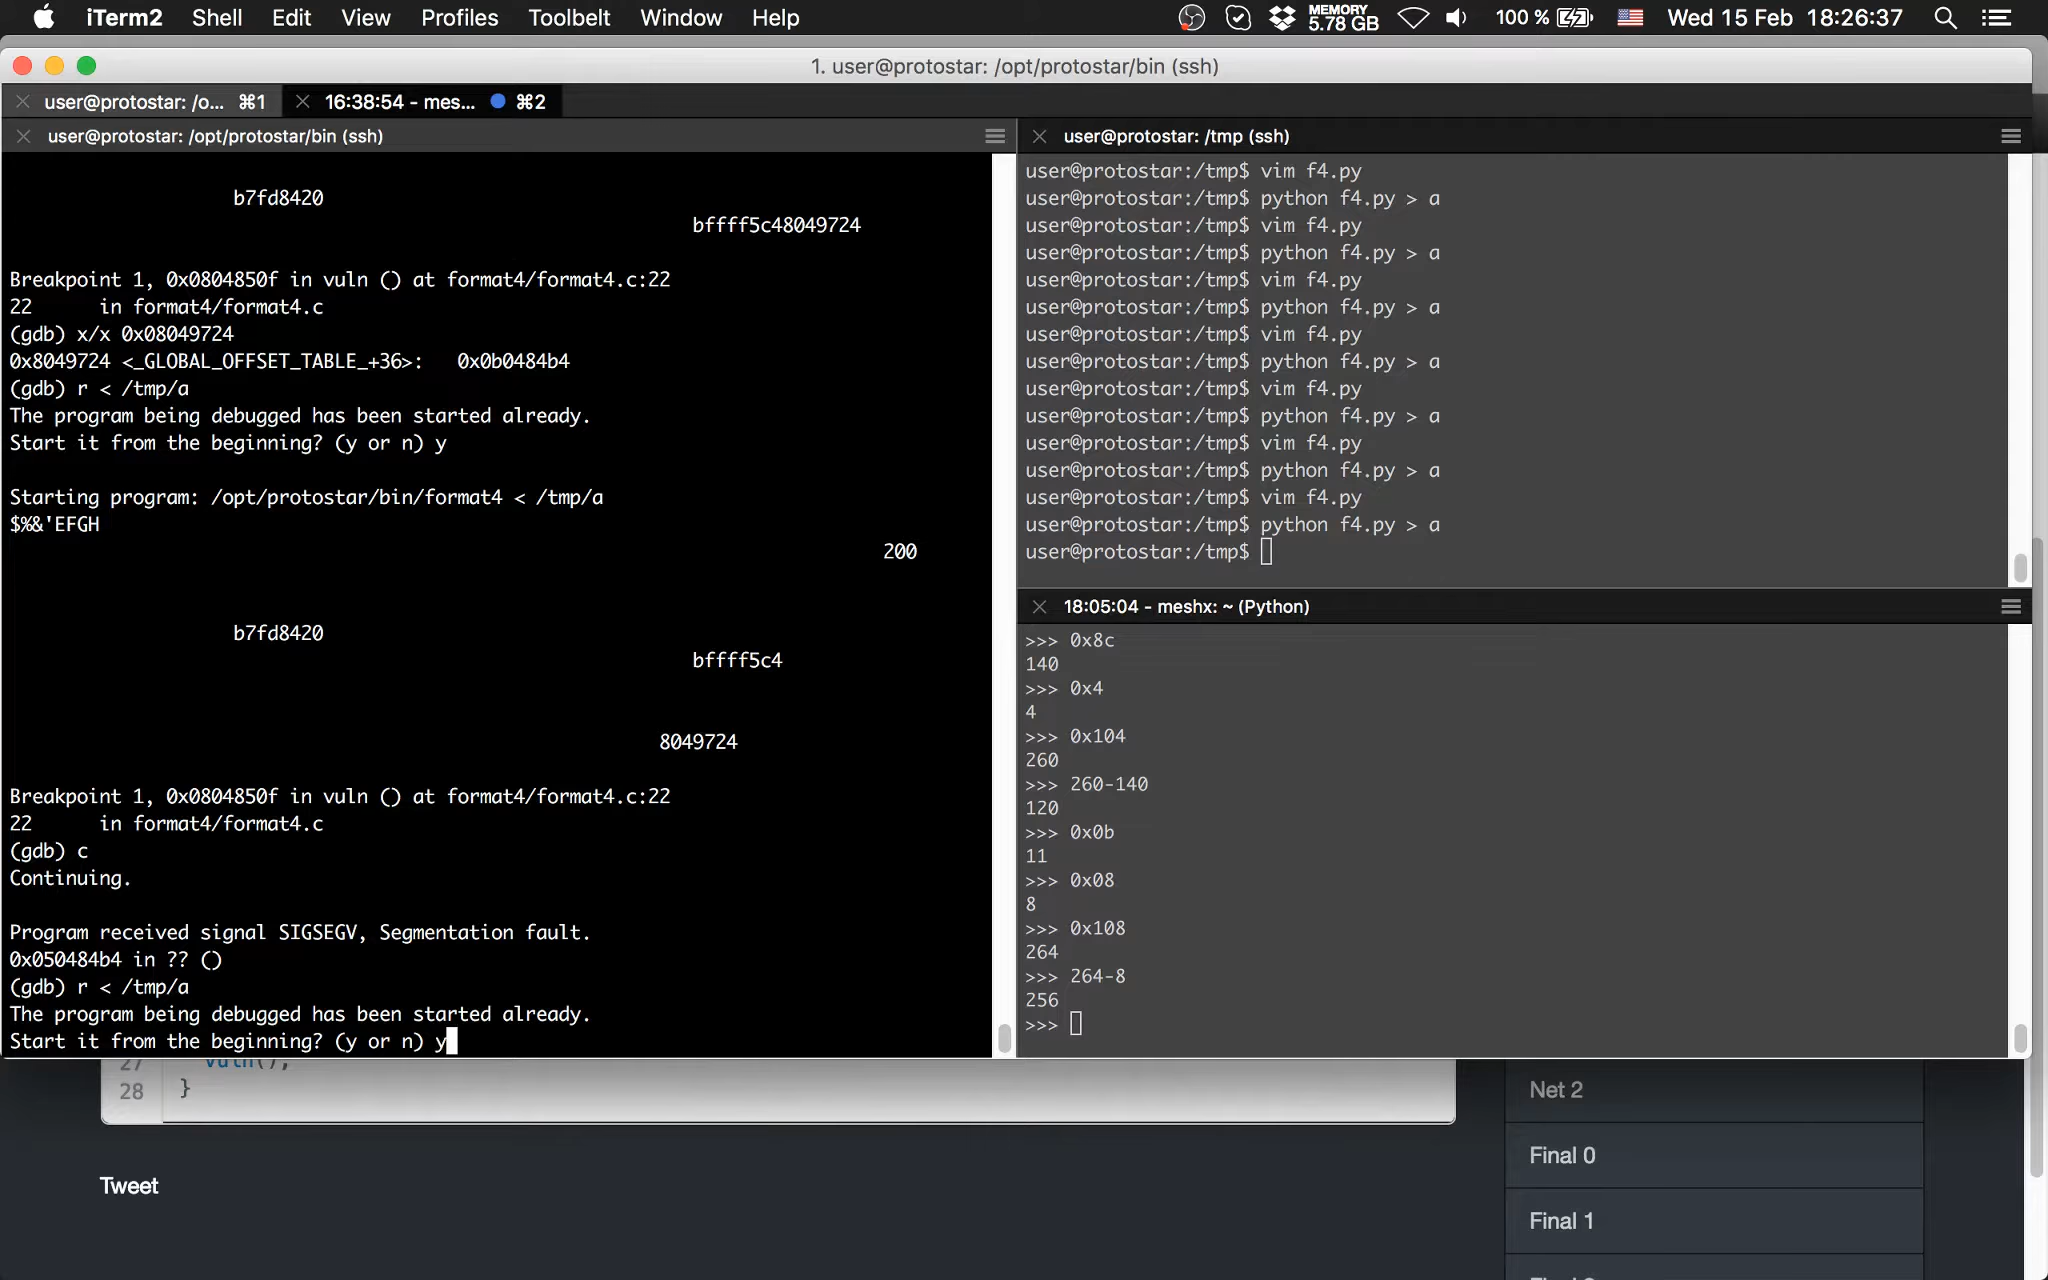 iTerm2 Shell Edit View Profiles Toolbelt Window Help MEMORY 5.78 GB 100 % Wed 15 Feb 18:26:37
1. user@protostar: /opt/protostar/bin (ssh)
user@protostar: /o... ⌘1 16:38:54 - mes... ⌘2
user@protostar: /opt/protostar/bin (ssh)
b7fd8420
bffff5c48049724
Breakpoint 1, 0x0804850f in vuln () at format4/format4.c:22
22 in format4/format4.c
(gdb) x/x 0x08049724
0x8049724 <_GLOBAL_OFFSET_TABLE_+36>: 0x0b0484b4
(gdb) r < /tmp/a
The program being debugged has been started already.
Start it from the beginning? (y or n) y
Starting program: /opt/protostar/bin/format4 < /tmp/a
$%&'EFGH
200
b7fd8420
bffff5c4
8049724
Breakpoint 1, 0x0804850f in vuln () at format4/format4.c:22
22 in format4/format4.c
(gdb) c
Continuing.
Program received signal SIGSEGV, Segmentation fault.
0x050484b4 in ?? ()
(gdb) r < /tmp/a
The program being debugged has been started already.
Start it from the beginning? (y or n) y
user@protostar: /tmp (ssh)
user@protostar:/tmp$ vim f4.py
user@protostar:/tmp$ python f4.py > a
user@protostar:/tmp$ vim f4.py
user@protostar:/tmp$ python f4.py > a
user@protostar:/tmp$ vim f4.py
user@protostar:/tmp$ python f4.py > a
user@protostar:/tmp$ vim f4.py
user@protostar:/tmp$ python f4.py > a
user@protostar:/tmp$ vim f4.py
user@protostar:/tmp$ python f4.py > a
user@protostar:/tmp$ vim f4.py
user@protostar:/tmp$ python f4.py > a
user@protostar:/tmp$ vim f4.py
user@protostar:/tmp$ python f4.py > a
user@protostar:/tmp$
18:05:04 - meshx: ~ (Python)
>>> 0x8c
140
>>> 0x4
4
>>> 0x104
260
>>> 260-140
120
>>> 0x0b
11
>>> 0x08
8
>>> 0x108
264
>>> 264-8
256
>>>
27 vuln();
28 }
Tweet
Net 2
Final 0
Final 1